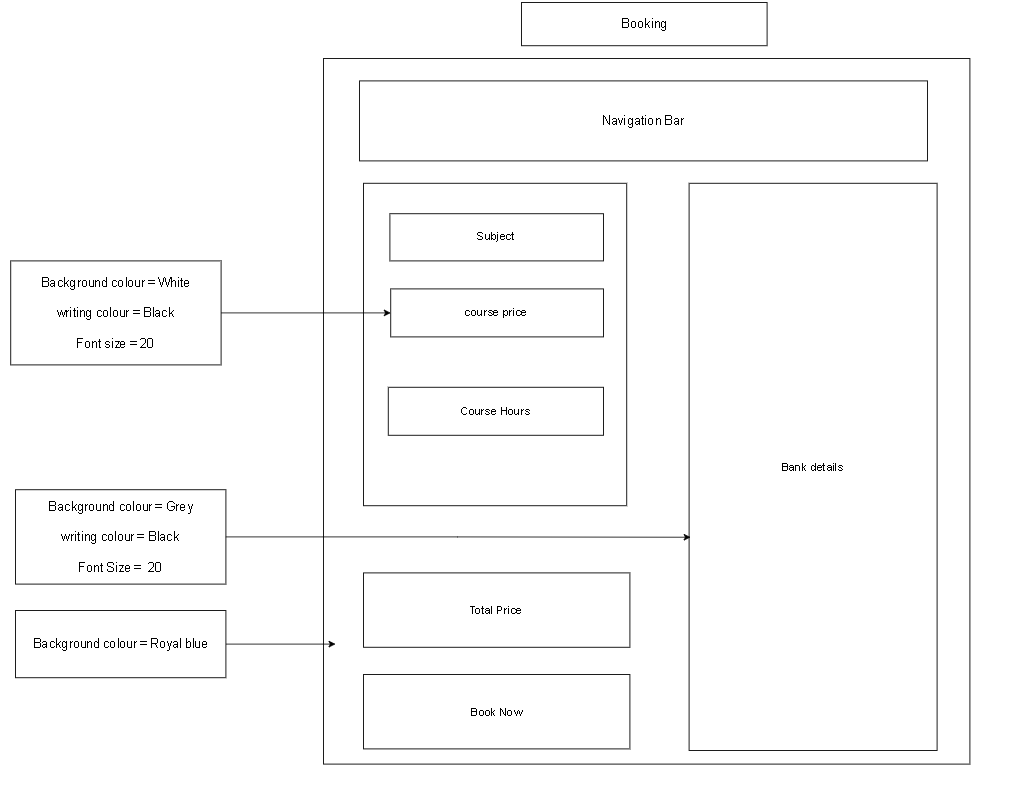 Booking
Navigation Bar
Subject
Background colour = White
writing colour = Black
Font size = 20
course price
Course Hours
Bank details
Background colour = Grey
writing colour = Black
Font Size = 20
Total Price
Background colour = Royal blue
Book Now